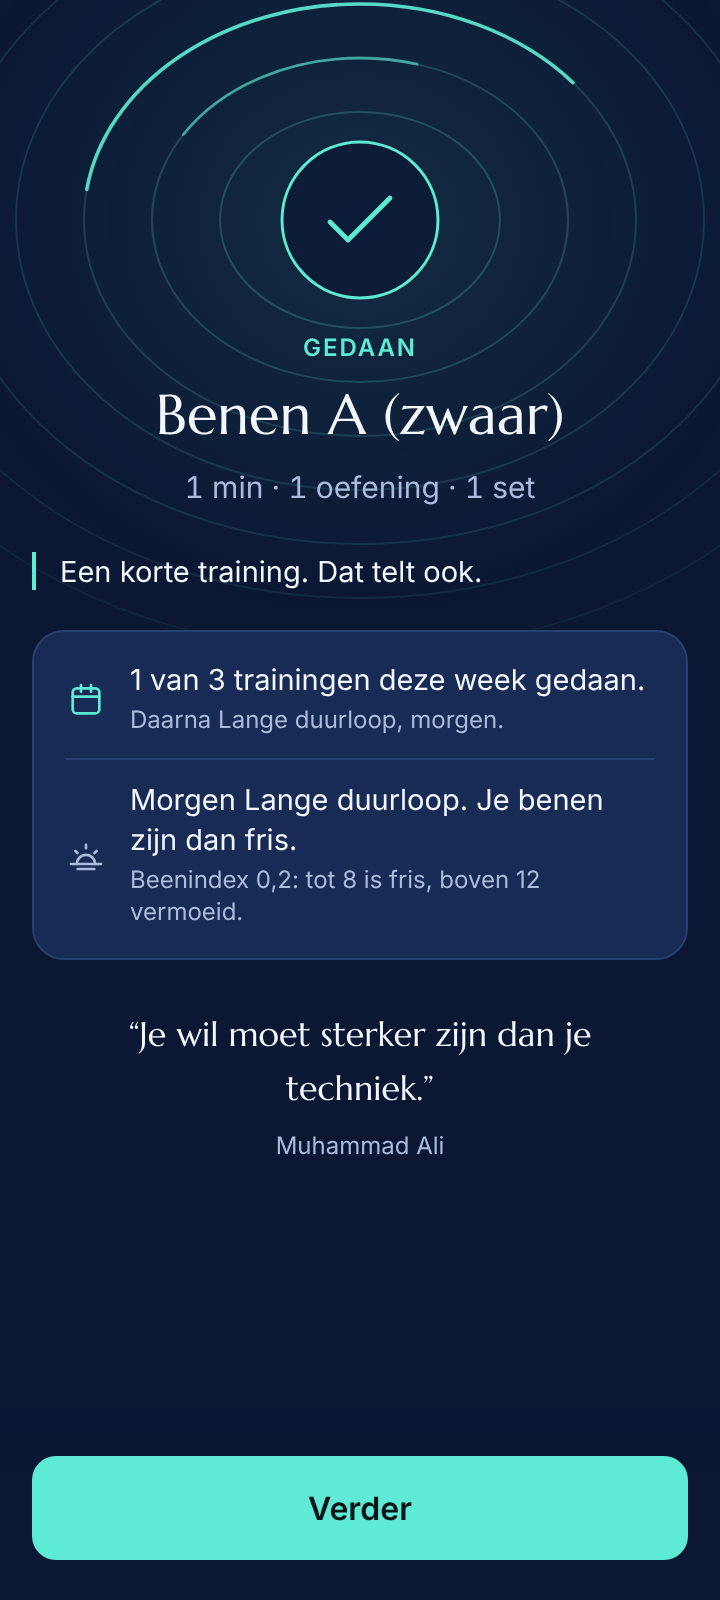 GEDAAN
Benen A (zwaar)
1 min · 1 oefening · 1 set
Een korte training. Dat telt ook.
1 van 3 trainingen deze week gedaan.
Daarna Lange duurloop, morgen.
Morgen Lange duurloop. Je benen
zijn dan fris.
Beenindex 0,2: tot 8 is fris, boven 12
vermoeid.
“Je wil moet sterker zijn dan je
techniek.”
Muhammad Ali
Verder